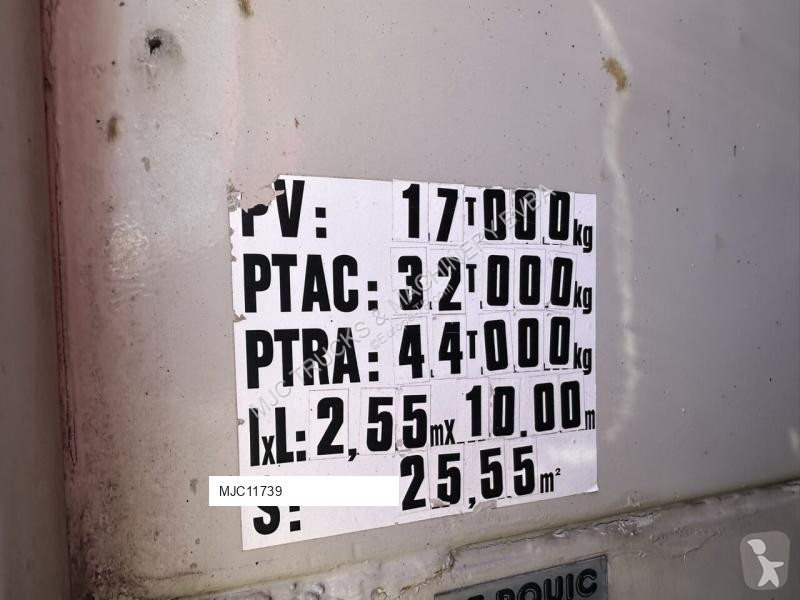 PV: 17T000kg
PTAC: 32T000kg
PTRA: 44T000kg
lxL: 2,55mx 10.00m
S: 25,55m²
MJC11739
MJC TRUCKS & MACHINERY BVBA